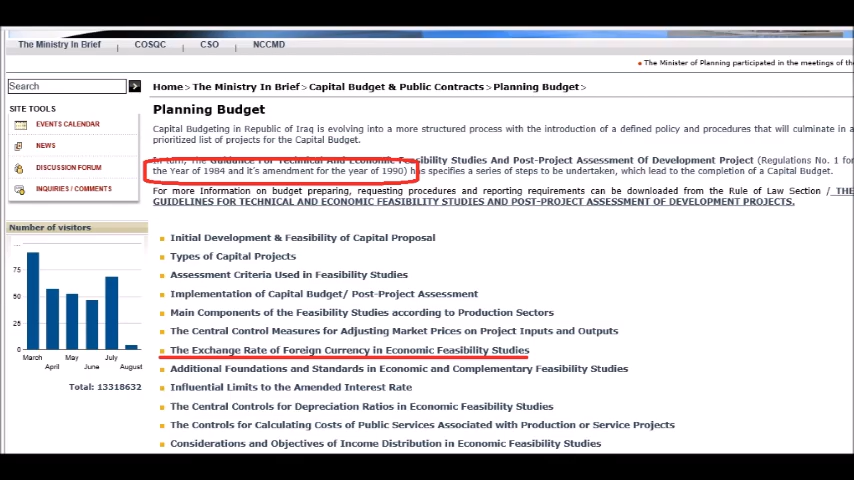 The Ministry In Brief | COSQC | CSO | NCCMD
The Minister of Planning participated in the meetings of the
Search
Home > The Ministry In Brief > Capital Budget & Public Contracts > Planning Budget >
SITE TOOLS
EVENTS CALENDAR
NEWS
DISCUSSION FORUM
INQUIRIES / COMMENTS
Planning Budget
Capital Budgeting in Republic of Iraq is evolving into a more structured process with the introduction of a defined policy and procedures that will culminate in a
prioritized list of projects for the Capital Budget.
In turn, The Guidance For Technical And Economic Feasibility Studies And Post-Project Assessment Of Development Project (Regulations No. 1 for
the Year of 1984 and it's amendment for the year of 1990) has specifies a series of steps to be undertaken, which lead to the completion of a Capital Budget.
For more Information on budget preparing, requesting procedures and reporting requirements can be downloaded from the Rule of Law Section / THE
GUIDELINES FOR TECHNICAL AND ECONOMIC FEASIBILITY STUDIES AND POST-PROJECT ASSESSMENT OF DEVELOPMENT PROJECTS.
Number of visitors
...
75
50
25
0
March
April
May
June
July
August
Total: 13318632
Initial Development & Feasibility of Capital Proposal
Types of Capital Projects
Assessment Criteria Used in Feasibility Studies
Implementation of Capital Budget/ Post-Project Assessment
Main Components of the Feasibility Studies according to Production Sectors
The Central Control Measures for Adjusting Market Prices on Project Inputs and Outputs
The Exchange Rate of Foreign Currency in Economic Feasibility Studies
Additional Foundations and Standards in Economic and Complementary Feasibility Studies
Influential Limits to the Amended Interest Rate
The Central Controls for Depreciation Ratios in Economic Feasibility Studies
The Controls for Calculating Costs of Public Services Associated with Production or Service Projects
Considerations and Objectives of Income Distribution in Economic Feasibility Studies